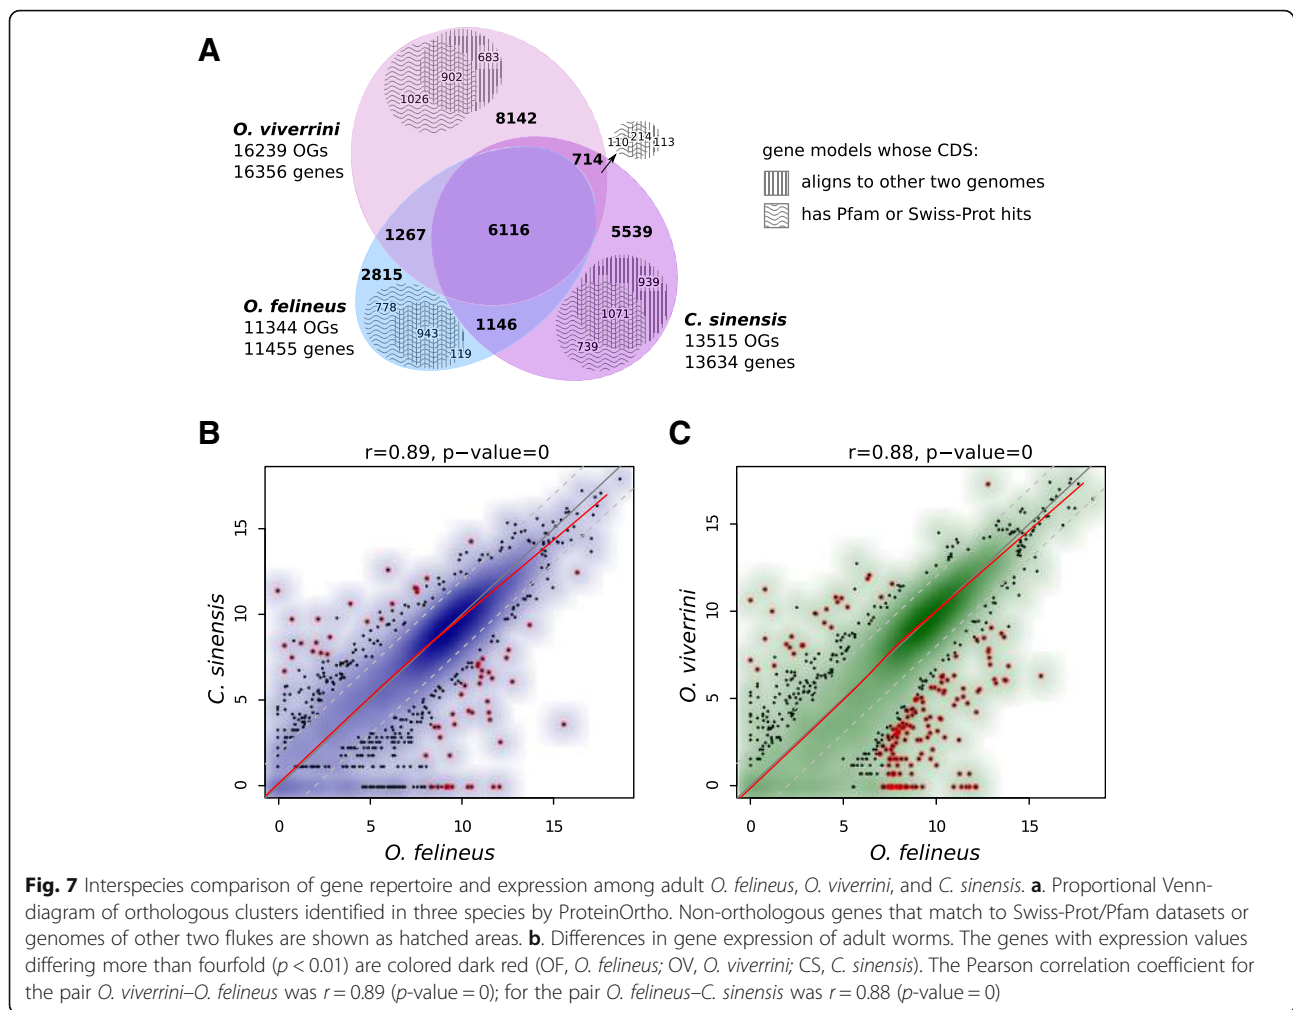 A
683
902
1026
8142
110 214 113
O. viverrini
16239 OGs
16356 genes
714
gene models whose CDS:
aligns to other two genomes
has Pfam or Swiss-Prot hits
1267
6116
5539
2815
939
O. felineus
11344 OGs
11455 genes
778
943
119
1146
1071
739
C. sinensis
13515 OGs
13634 genes
B
r=0.89, p−value=0
C. sinensis
15
10
5
0
0 5 10 15
O. felineus
C
r=0.88, p−value=0
O. viverrini
15
10
5
0
0 5 10 15
O. felineus
Fig. 7 Interspecies comparison of gene repertoire and expression among adult O. felineus, O. viverrini, and C. sinensis. a. Proportional Venn-
diagram of orthologous clusters identified in three species by ProteinOrtho. Non-orthologous genes that match to Swiss-Prot/Pfam datasets or
genomes of other two flukes are shown as hatched areas. b. Differences in gene expression of adult worms. The genes with expression values
differing more than fourfold (p < 0.01) are colored dark red (OF, O. felineus; OV, O. viverrini; CS, C. sinensis). The Pearson correlation coefficient for
the pair O. viverrini–O. felineus was r = 0.89 (p-value = 0); for the pair O. felineus–C. sinensis was r = 0.88 (p-value = 0)